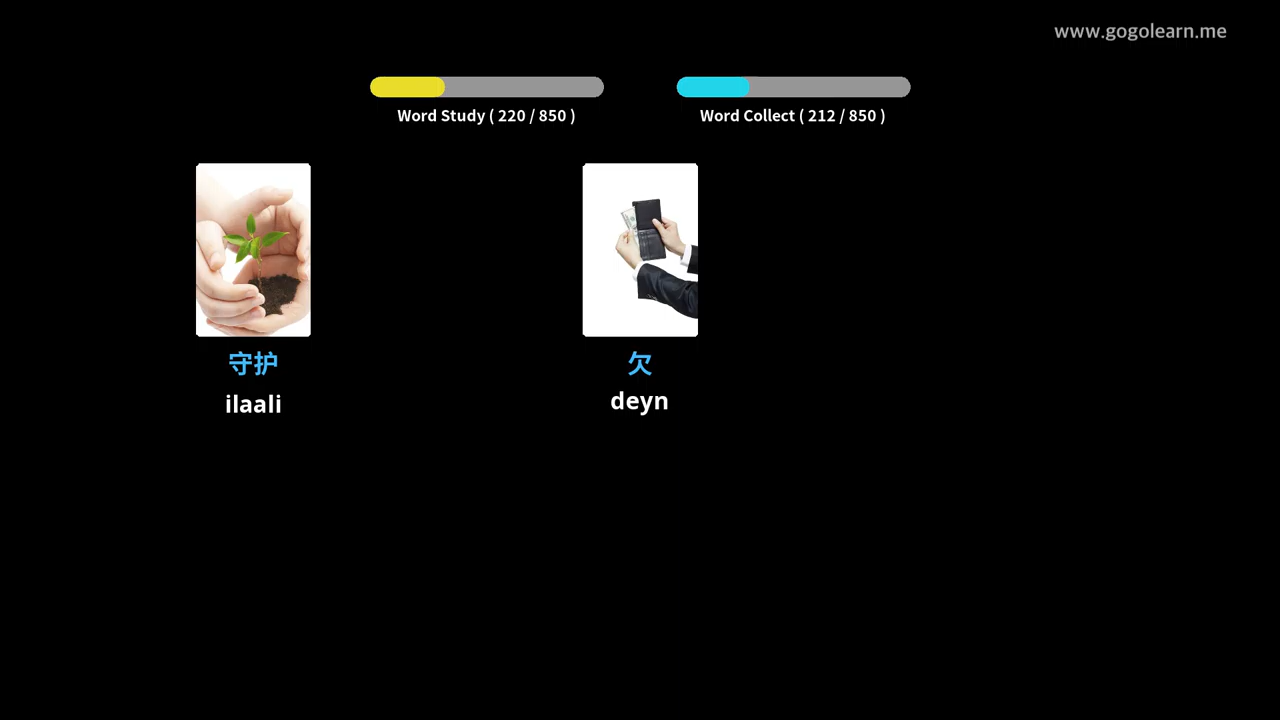 www.gogolearn.me
Word Study ( 220 / 850 )
Word Collect ( 212 / 850 )
守护
ilaali
欠
deyn